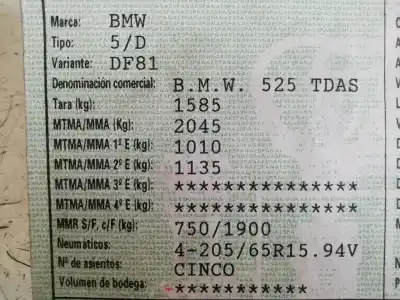 Marca: BMW
Tipo: 5/D
Variante: DF81
Denominación comercial: B.M.W. 525 TDAS
Tara (kg): 1585
MTMA/MMA (Kg): 2045
MTMA/MMA 1º E (kg): 1010
MTMA/MMA 2º E (kg): 1135
MTMA/MMA 3º E (kg): ***************
MTMA/MMA 4º E (kg): ***************
MMR S/F, c/F (kg): 750/1900
Neumáticos: 4-205/65R15.94V
Nº de asientos: CINCO
Volumen de bodega: ***********